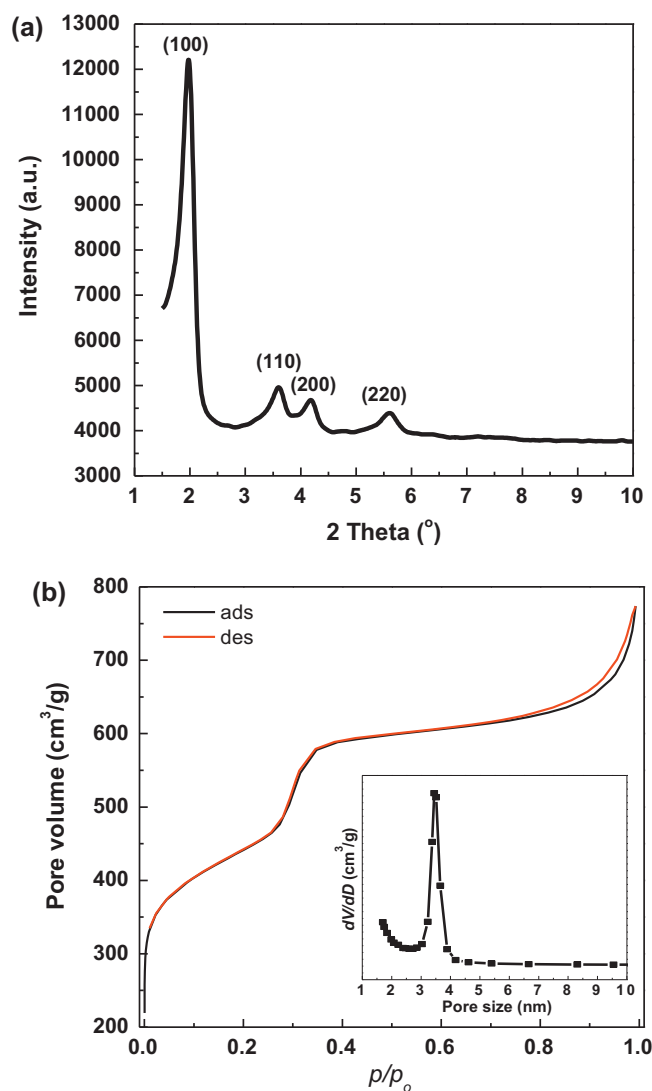 (a)
13000
12000
11000
10000
9000
8000
7000
6000
5000
4000
3000
Intensity (a.u.)
(100)
(110)
(200)
(220)
1 2 3 4 5 6 7 8 9 10
2 Theta (°)
(b)
800
700
600
500
400
300
200
Pore volume (cm³/g)
ads
des
dV/dD (cm³/g)
1 2 3 4 5 6 7 8 9 10
Pore size (nm)
0.0 0.2 0.4 0.6 0.8 1.0
p/pₒ